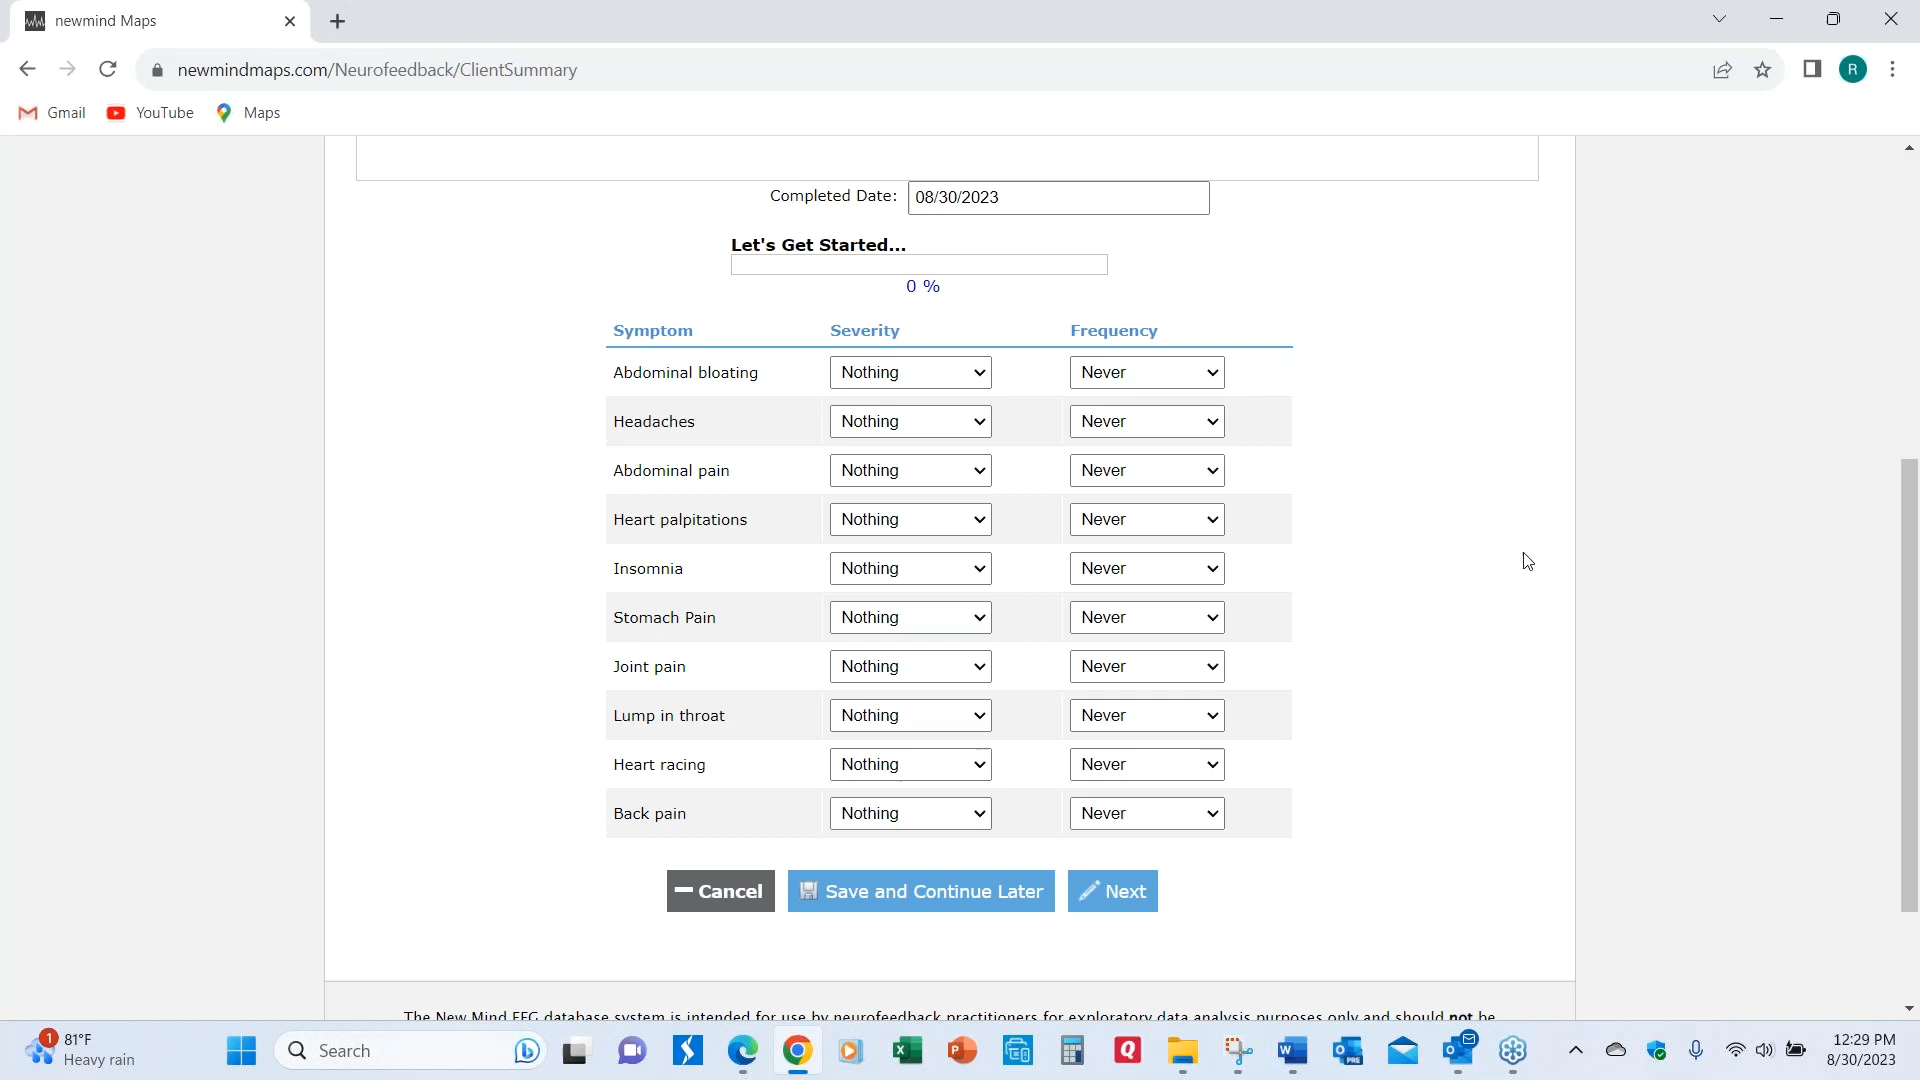 newmind Maps
newmindmaps.com/Neurofeedback/ClientSummary
R
Gmail YouTube Maps
Completed Date: 08/30/2023
Let's Get Started...
0 %
Symptom Severity Frequency
Abdominal bloating Nothing Never
Headaches Nothing Never
Abdominal pain Nothing Never
Heart palpitations Nothing Never
Insomnia Nothing Never
Stomach Pain Nothing Never
Joint pain Nothing Never
Lump in throat Nothing Never
Heart racing Nothing Never
Back pain Nothing Never
Cancel Save and Continue Later Next
The New Mind EEG database system is intended for use by neurofeedback practitioners for exploratory data analysis purposes only and should not be
1 81°F
Heavy rain
Search
12:29 PM
8/30/2023